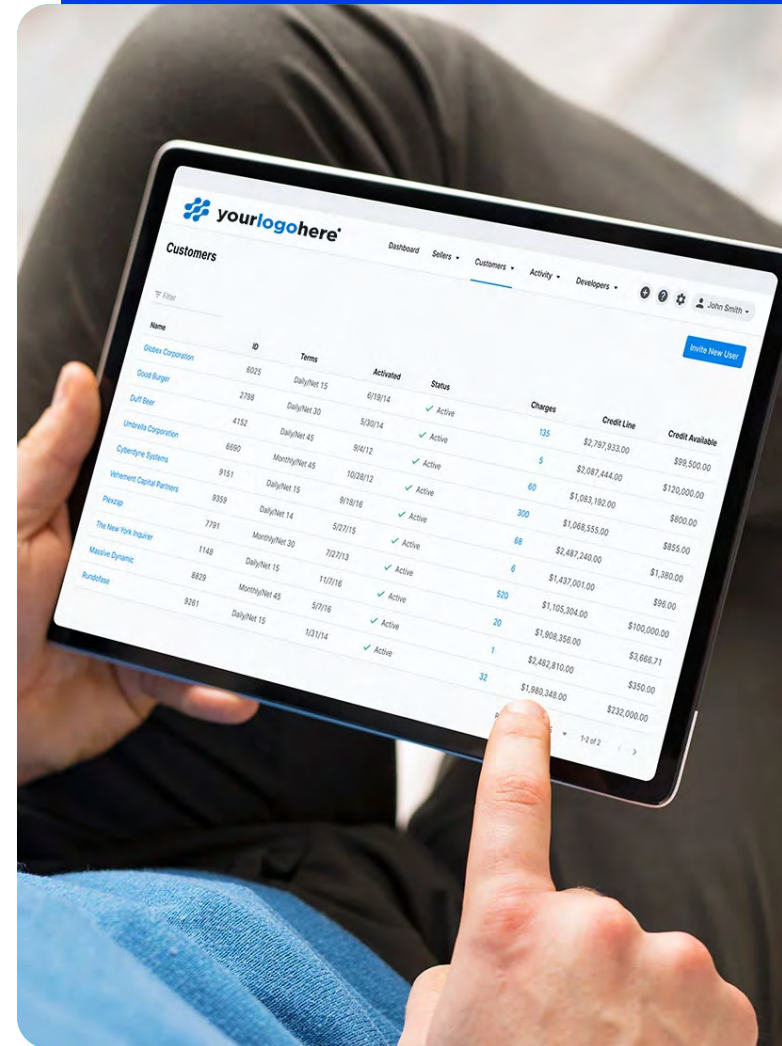 yourlogohere
Dashboard Sellers Customers Activity Developers John Smith
Customers
Invite New User
Filter
Name ID Terms Activated Status Charges Credit Line Credit Available
Globex Corporation 6025 Daily/Net 15 6/19/14 Active 135 $2,797,933.00 $99,500.00
Good Burger 2798 Daily/Net 30 5/30/14 Active 5 $2,087,444.00 $120,000.00
Duff Beer 4152 Daily/Net 45 9/4/12 Active 60 $1,083,192.00 $800.00
Umbrella Corporation 6690 Monthly/Net 45 10/28/12 Active 300 $1,068,555.00 $855.00
Cyberdyne Systems 9151 Daily/Net 15 9/18/16 Active 68 $2,487,240.00 $1,380.00
Vehement Capital Partners 9359 Daily/Net 14 5/27/15 Active 6 $1,437,001.00 $96.00
Plexzap 7791 Monthly/Net 30 7/27/13 Active 520 $1,105,304.00 $100,000.00
The New York Inquirer 1148 Daily/Net 15 11/7/16 Active 20 $1,908,358.00 $3,666.71
Massive Dynamic 8829 Monthly/Net 45 5/7/16 Active 1 $2,482,810.00 $350.00
Rundofase 9261 Daily/Net 15 1/31/14 Active 32 $1,980,348.00 $232,000.00
1-2 of 2